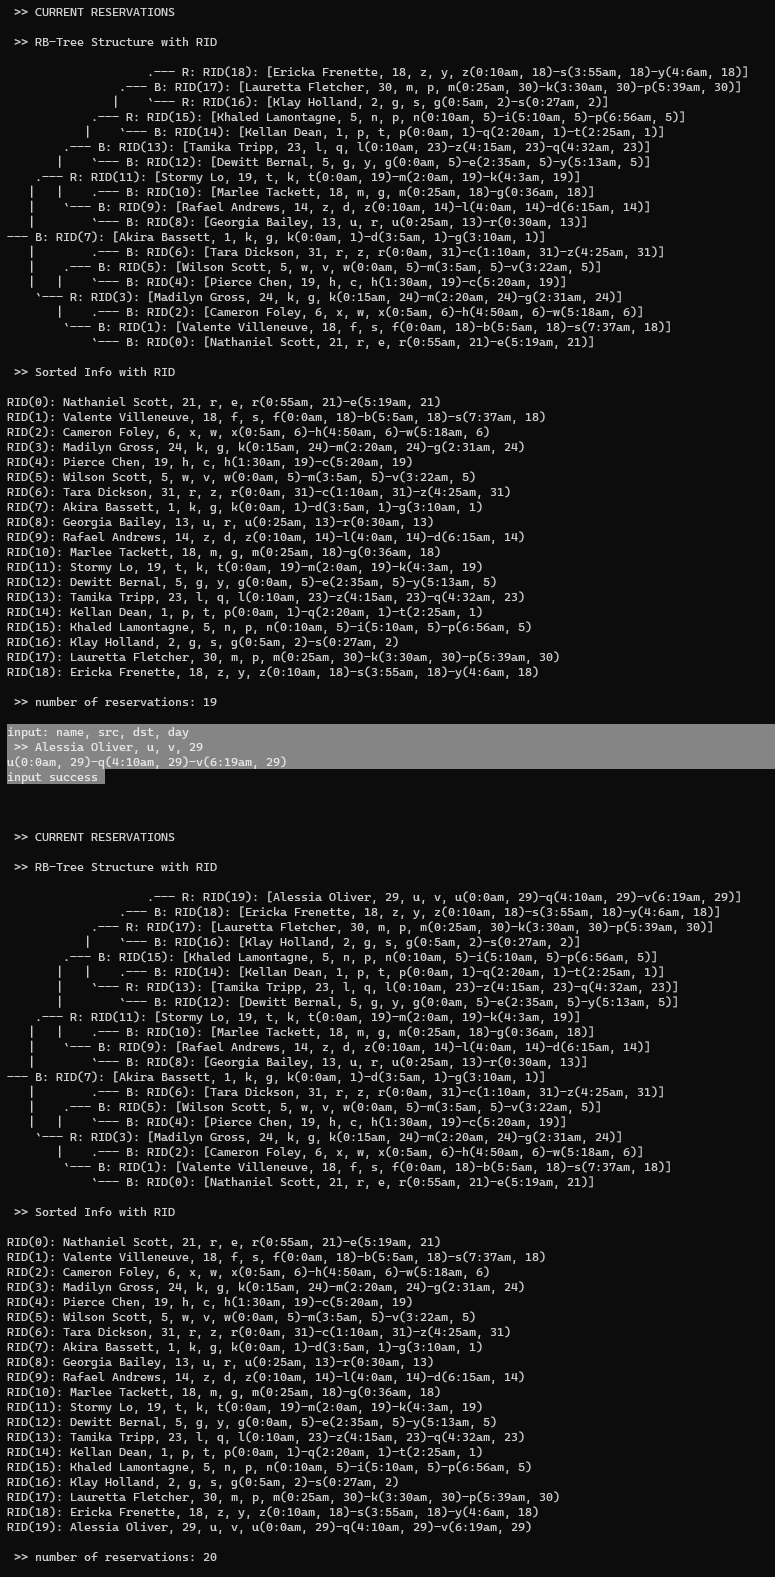 >> CURRENT RESERVATIONS
>> RB-Tree Structure with RID
.--- R: RID(18): [Ericka Frenette, 18, z, y, z(0:10am, 18)-s(3:55am, 18)-y(4:6am, 18)]
.--- B: RID(17): [Lauretta Fletcher, 30, m, p, m(0:25am, 30)-k(3:30am, 30)-p(5:39am, 30)]
|    `--- R: RID(16): [Klay Holland, 2, g, s, g(0:5am, 2)-s(0:27am, 2)]
.--- R: RID(15): [Khaled Lamontagne, 5, n, p, n(0:10am, 5)-i(5:10am, 5)-p(6:56am, 5)]
|    `--- B: RID(14): [Kellan Dean, 1, p, t, p(0:0am, 1)-q(2:20am, 1)-t(2:25am, 1)]
.--- B: RID(13): [Tamika Tripp, 23, l, q, l(0:10am, 23)-z(4:15am, 23)-q(4:32am, 23)]
|    `--- B: RID(12): [Dewitt Bernal, 5, g, y, g(0:0am, 5)-e(2:35am, 5)-y(5:13am, 5)]
.--- R: RID(11): [Stormy Lo, 19, t, k, t(0:0am, 19)-m(2:0am, 19)-k(4:3am, 19)]
|   |    .--- B: RID(10): [Marlee Tackett, 18, m, g, m(0:25am, 18)-g(0:36am, 18)]
|    `--- B: RID(9): [Rafael Andrews, 14, z, d, z(0:10am, 14)-l(4:0am, 14)-d(6:15am, 14)]
|        `--- B: RID(8): [Georgia Bailey, 13, u, r, u(0:25am, 13)-r(0:30am, 13)]
--- B: RID(7): [Akira Bassett, 1, k, g, k(0:0am, 1)-d(3:5am, 1)-g(3:10am, 1)]
|        .--- B: RID(6): [Tara Dickson, 31, r, z, r(0:0am, 31)-c(1:10am, 31)-z(4:25am, 31)]
|    .--- B: RID(5): [Wilson Scott, 5, w, v, w(0:0am, 5)-m(3:5am, 5)-v(3:22am, 5)]
|   |    `--- B: RID(4): [Pierce Chen, 19, h, c, h(1:30am, 19)-c(5:20am, 19)]
`--- R: RID(3): [Madilyn Gross, 24, k, g, k(0:15am, 24)-m(2:20am, 24)-g(2:31am, 24)]
|    .--- B: RID(2): [Cameron Foley, 6, x, w, x(0:5am, 6)-h(4:50am, 6)-w(5:18am, 6)]
`--- B: RID(1): [Valente Villeneuve, 18, f, s, f(0:0am, 18)-b(5:5am, 18)-s(7:37am, 18)]
`--- B: RID(0): [Nathaniel Scott, 21, r, e, r(0:55am, 21)-e(5:19am, 21)]
>> Sorted Info with RID
RID(0): Nathaniel Scott, 21, r, e, r(0:55am, 21)-e(5:19am, 21)
RID(1): Valente Villeneuve, 18, f, s, f(0:0am, 18)-b(5:5am, 18)-s(7:37am, 18)
RID(2): Cameron Foley, 6, x, w, x(0:5am, 6)-h(4:50am, 6)-w(5:18am, 6)
RID(3): Madilyn Gross, 24, k, g, k(0:15am, 24)-m(2:20am, 24)-g(2:31am, 24)
RID(4): Pierce Chen, 19, h, c, h(1:30am, 19)-c(5:20am, 19)
RID(5): Wilson Scott, 5, w, v, w(0:0am, 5)-m(3:5am, 5)-v(3:22am, 5)
RID(6): Tara Dickson, 31, r, z, r(0:0am, 31)-c(1:10am, 31)-z(4:25am, 31)
RID(7): Akira Bassett, 1, k, g, k(0:0am, 1)-d(3:5am, 1)-g(3:10am, 1)
RID(8): Georgia Bailey, 13, u, r, u(0:25am, 13)-r(0:30am, 13)
RID(9): Rafael Andrews, 14, z, d, z(0:10am, 14)-l(4:0am, 14)-d(6:15am, 14)
RID(10): Marlee Tackett, 18, m, g, m(0:25am, 18)-g(0:36am, 18)
RID(11): Stormy Lo, 19, t, k, t(0:0am, 19)-m(2:0am, 19)-k(4:3am, 19)
RID(12): Dewitt Bernal, 5, g, y, g(0:0am, 5)-e(2:35am, 5)-y(5:13am, 5)
RID(13): Tamika Tripp, 23, l, q, l(0:10am, 23)-z(4:15am, 23)-q(4:32am, 23)
RID(14): Kellan Dean, 1, p, t, p(0:0am, 1)-q(2:20am, 1)-t(2:25am, 1)
RID(15): Khaled Lamontagne, 5, n, p, n(0:10am, 5)-i(5:10am, 5)-p(6:56am, 5)
RID(16): Klay Holland, 2, g, s, g(0:5am, 2)-s(0:27am, 2)
RID(17): Lauretta Fletcher, 30, m, p, m(0:25am, 30)-k(3:30am, 30)-p(5:39am, 30)
RID(18): Ericka Frenette, 18, z, y, z(0:10am, 18)-s(3:55am, 18)-y(4:6am, 18)
>> number of reservations: 19
input: name, src, dst, day
>> Alessia Oliver, u, v, 29
u(0:0am, 29)-q(4:10am, 29)-v(6:19am, 29)
input success
>> CURRENT RESERVATIONS
>> RB-Tree Structure with RID
.--- R: RID(19): [Alessia Oliver, 29, u, v, u(0:0am, 29)-q(4:10am, 29)-v(6:19am, 29)]
.--- B: RID(18): [Ericka Frenette, 18, z, y, z(0:10am, 18)-s(3:55am, 18)-y(4:6am, 18)]
.--- R: RID(17): [Lauretta Fletcher, 30, m, p, m(0:25am, 30)-k(3:30am, 30)-p(5:39am, 30)]
|    `--- B: RID(16): [Klay Holland, 2, g, s, g(0:5am, 2)-s(0:27am, 2)]
.--- B: RID(15): [Khaled Lamontagne, 5, n, p, n(0:10am, 5)-i(5:10am, 5)-p(6:56am, 5)]
|   |    .--- B: RID(14): [Kellan Dean, 1, p, t, p(0:0am, 1)-q(2:20am, 1)-t(2:25am, 1)]
|    `--- R: RID(13): [Tamika Tripp, 23, l, q, l(0:10am, 23)-z(4:15am, 23)-q(4:32am, 23)]
|        `--- B: RID(12): [Dewitt Bernal, 5, g, y, g(0:0am, 5)-e(2:35am, 5)-y(5:13am, 5)]
.--- R: RID(11): [Stormy Lo, 19, t, k, t(0:0am, 19)-m(2:0am, 19)-k(4:3am, 19)]
|   |    .--- B: RID(10): [Marlee Tackett, 18, m, g, m(0:25am, 18)-g(0:36am, 18)]
|    `--- B: RID(9): [Rafael Andrews, 14, z, d, z(0:10am, 14)-l(4:0am, 14)-d(6:15am, 14)]
|        `--- B: RID(8): [Georgia Bailey, 13, u, r, u(0:25am, 13)-r(0:30am, 13)]
--- B: RID(7): [Akira Bassett, 1, k, g, k(0:0am, 1)-d(3:5am, 1)-g(3:10am, 1)]
|        .--- B: RID(6): [Tara Dickson, 31, r, z, r(0:0am, 31)-c(1:10am, 31)-z(4:25am, 31)]
|    .--- B: RID(5): [Wilson Scott, 5, w, v, w(0:0am, 5)-m(3:5am, 5)-v(3:22am, 5)]
|   |    `--- B: RID(4): [Pierce Chen, 19, h, c, h(1:30am, 19)-c(5:20am, 19)]
`--- R: RID(3): [Madilyn Gross, 24, k, g, k(0:15am, 24)-m(2:20am, 24)-g(2:31am, 24)]
|    .--- B: RID(2): [Cameron Foley, 6, x, w, x(0:5am, 6)-h(4:50am, 6)-w(5:18am, 6)]
`--- B: RID(1): [Valente Villeneuve, 18, f, s, f(0:0am, 18)-b(5:5am, 18)-s(7:37am, 18)]
`--- B: RID(0): [Nathaniel Scott, 21, r, e, r(0:55am, 21)-e(5:19am, 21)]
>> Sorted Info with RID
RID(0): Nathaniel Scott, 21, r, e, r(0:55am, 21)-e(5:19am, 21)
RID(1): Valente Villeneuve, 18, f, s, f(0:0am, 18)-b(5:5am, 18)-s(7:37am, 18)
RID(2): Cameron Foley, 6, x, w, x(0:5am, 6)-h(4:50am, 6)-w(5:18am, 6)
RID(3): Madilyn Gross, 24, k, g, k(0:15am, 24)-m(2:20am, 24)-g(2:31am, 24)
RID(4): Pierce Chen, 19, h, c, h(1:30am, 19)-c(5:20am, 19)
RID(5): Wilson Scott, 5, w, v, w(0:0am, 5)-m(3:5am, 5)-v(3:22am, 5)
RID(6): Tara Dickson, 31, r, z, r(0:0am, 31)-c(1:10am, 31)-z(4:25am, 31)
RID(7): Akira Bassett, 1, k, g, k(0:0am, 1)-d(3:5am, 1)-g(3:10am, 1)
RID(8): Georgia Bailey, 13, u, r, u(0:25am, 13)-r(0:30am, 13)
RID(9): Rafael Andrews, 14, z, d, z(0:10am, 14)-l(4:0am, 14)-d(6:15am, 14)
RID(10): Marlee Tackett, 18, m, g, m(0:25am, 18)-g(0:36am, 18)
RID(11): Stormy Lo, 19, t, k, t(0:0am, 19)-m(2:0am, 19)-k(4:3am, 19)
RID(12): Dewitt Bernal, 5, g, y, g(0:0am, 5)-e(2:35am, 5)-y(5:13am, 5)
RID(13): Tamika Tripp, 23, l, q, l(0:10am, 23)-z(4:15am, 23)-q(4:32am, 23)
RID(14): Kellan Dean, 1, p, t, p(0:0am, 1)-q(2:20am, 1)-t(2:25am, 1)
RID(15): Khaled Lamontagne, 5, n, p, n(0:10am, 5)-i(5:10am, 5)-p(6:56am, 5)
RID(16): Klay Holland, 2, g, s, g(0:5am, 2)-s(0:27am, 2)
RID(17): Lauretta Fletcher, 30, m, p, m(0:25am, 30)-k(3:30am, 30)-p(5:39am, 30)
RID(18): Ericka Frenette, 18, z, y, z(0:10am, 18)-s(3:55am, 18)-y(4:6am, 18)
RID(19): Alessia Oliver, 29, u, v, u(0:0am, 29)-q(4:10am, 29)-v(6:19am, 29)
>> number of reservations: 20